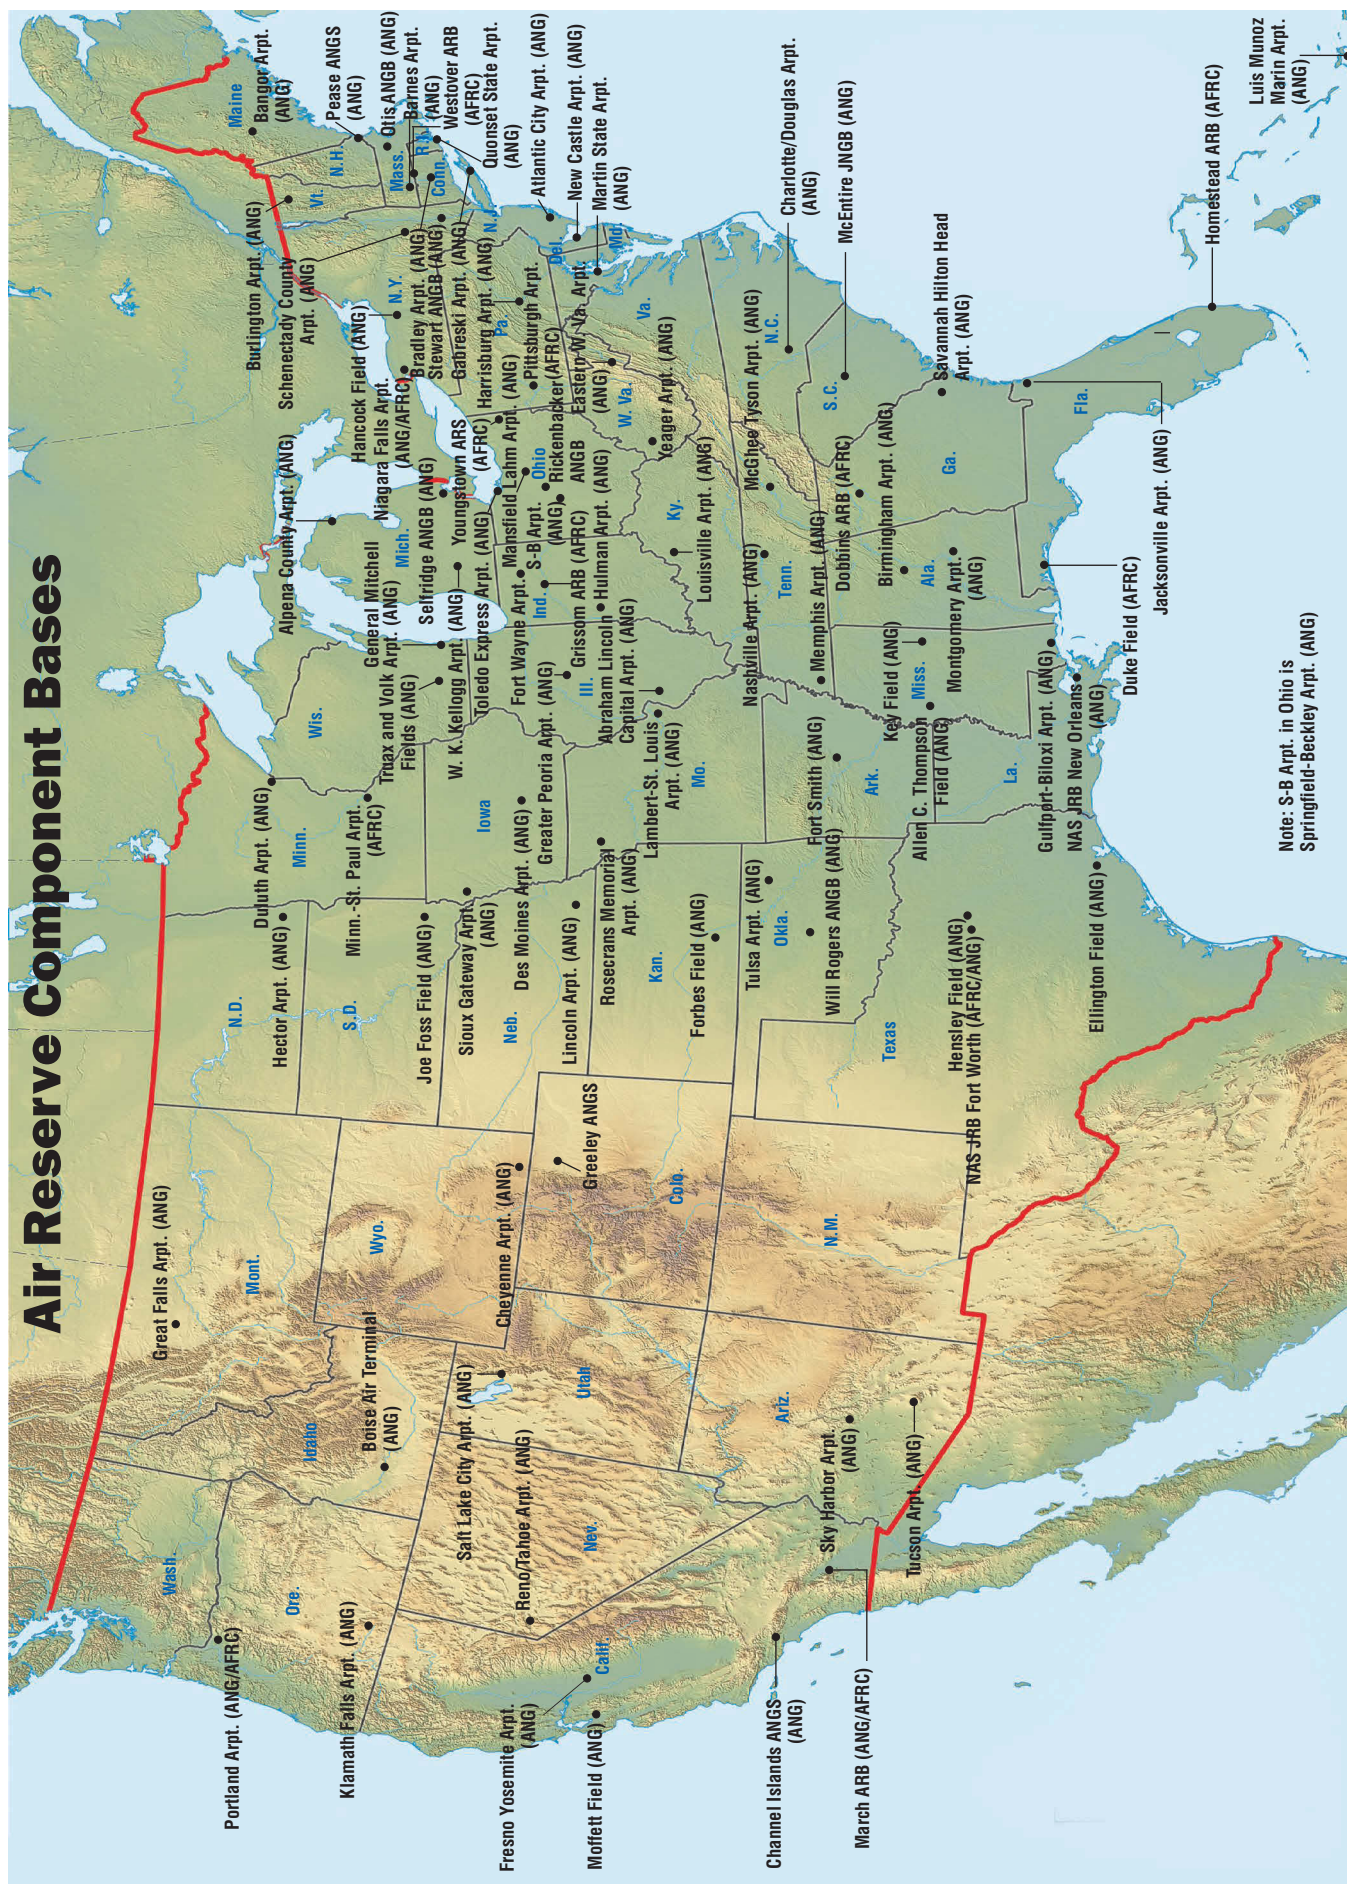 Air Reserve Component Bases
Portland Arpt. (ANG/AFRC)
Klamath Falls Arpt. (ANG)
Fresno Yosemite Arpt.
(ANG)
Moffett Field (ANG)
Channel Islands ANGS
(ANG)
March ARB (ANG/AFRC)
Wash.
Ore.
Calif.
Nev.
Idaho
Utah
Ariz.
Mont.
Wyo.
Colo.
N.M.
Great Falls Arpt. (ANG)
Boise Air Terminal
(ANG)
Salt Lake City Arpt. (ANG)
Reno/Tahoe Arpt. (ANG)
Sky Harbor Arpt.
(ANG)
Tucson Arpt. (ANG)
Cheyenne Arpt. (ANG)
Greeley ANGS
N.D.
S.D.
Neb.
Kan.
Okla.
Texas
Hector Arpt. (ANG)
Joe Foss Field (ANG)
Sioux Gateway Arpt.
(ANG)
Des Moines Arpt. (ANG)
Lincoln Arpt. (ANG)
Rosecrans Memorial
Arpt. (ANG)
Forbes Field (ANG)
Tulsa Arpt. (ANG)
Will Rogers ANGB (ANG)
Hensley Field (ANG)
NAS JRB Fort Worth (AFRC/ANG)
Ellington Field (ANG)
Duluth Arpt. (ANG)
Minn.-St. Paul Arpt.
(AFRC)
Minn.
Iowa
Mo.
Ark.
La.
Wis.
Ill.
Miss.
Truax and Volk Arpt.
Fields (ANG)
General Mitchell
(ANG)
W. K. Kellogg Arpt. (ANG)
Greater Peoria Arpt. (ANG)
Abraham Lincoln
Capital Arpt. (ANG)
Lambert-St. Louis
Arpt. (ANG)
Fort Smith (ANG)
Allen C. Thompson
Field (ANG)
Key Field (ANG)
Gulfport-Biloxi Arpt. (ANG)
NAS JRB New Orleans
(ANG)
Mich.
Ind.
Ohio
Ky.
Tenn.
Ala.
Ga.
Fla.
Alpena County Arpt. (ANG)
Selfridge ANGB (ANG)
Toledo Express Arpt. (ANG)
Fort Wayne Arpt.
(ANG)
S-B Arpt.
Grissom ARB (AFRC)
Hulman Arpt. (ANG)
Mansfield Lahm Arpt. (ANG)
Rickenbacker
ANGB
Youngstown ARS
(AFRC)
Louisville Arpt. (ANG)
Nashville Arpt. (ANG)
Memphis Arpt. (ANG)
McGhee Tyson Arpt. (ANG)
Dobbins ARB (AFRC)
Birmingham Arpt. (ANG)
Montgomery Arpt.
(ANG)
Duke Field (AFRC)
Jacksonville Arpt. (ANG)
Savannah Hilton Head
Arpt. (ANG)
Homestead ARB (AFRC)
McEntire JNGB (ANG)
Charlotte/Douglas Arpt.
(ANG)
S.C.
N.C.
Va.
W. Va.
Yeager Arpt. (ANG)
Eastern W. Va. Arpt.
(ANG)
Pittsburgh Arpt.
(AFRC)
Harrisburg Arpt. (ANG)
Gabreski Arpt. (ANG)
Stewart ANGB (ANG)
Bradley Arpt. (ANG)
Niagara Falls Arpt.
(ANG/AFRC)
Hancock Field (ANG)
Schenectady County
Arpt. (ANG)
Burlington Arpt. (ANG)
N.Y.
Pa
N.J.
Del.
Md.
Conn.
R.I.
Mass.
Vt.
N.H.
Maine
Bangor Arpt.
(ANG)
Pease ANGS
(ANG)
Otis ANGB (ANG)
Barnes Arpt.
(ANG)
Westover ARB
(AFRC)
Quonset State Arpt.
(ANG)
Atlantic City Arpt. (ANG)
New Castle Arpt. (ANG)
Martin State Arpt.
(ANG)
Luis Munoz
Marin Arpt.
(ANG)
Note: S-B Arpt. in Ohio is
Springfield-Beckley Arpt. (ANG)